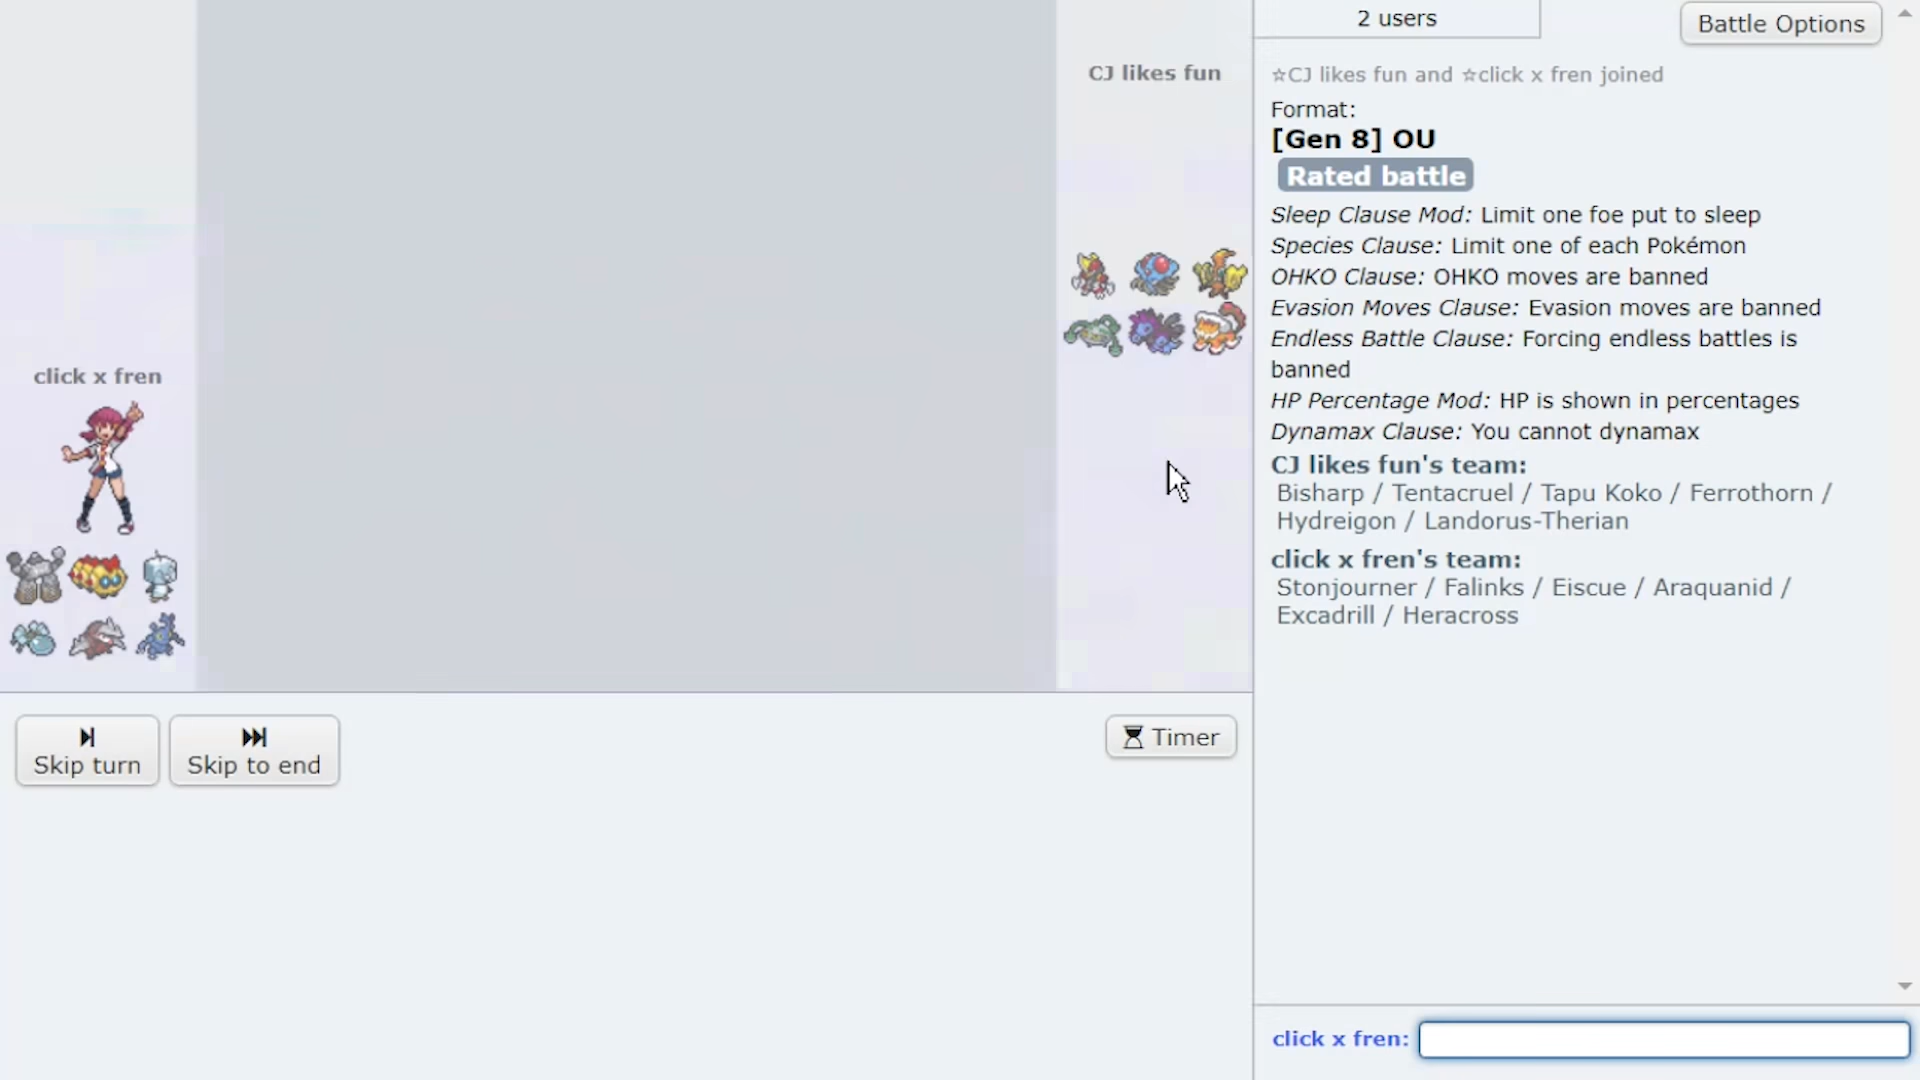 2 users
Battle Options
CJ likes fun
☆CJ likes fun and ☆click x fren joined
Format:
[Gen 8] OU
Rated battle
Sleep Clause Mod: Limit one foe put to sleep
Species Clause: Limit one of each Pokémon
OHKO Clause: OHKO moves are banned
Evasion Moves Clause: Evasion moves are banned
Endless Battle Clause: Forcing endless battles is
banned
HP Percentage Mod: HP is shown in percentages
Dynamax Clause: You cannot dynamax
CJ likes fun's team:
Bisharp / Tentacruel / Tapu Koko / Ferrothorn /
Hydreigon / Landorus-Therian
click x fren's team:
Stonjourner / Falinks / Eiscue / Araquanid /
Excadrill / Heracross
click x fren
Skip turn
Skip to end
Timer
click x fren: